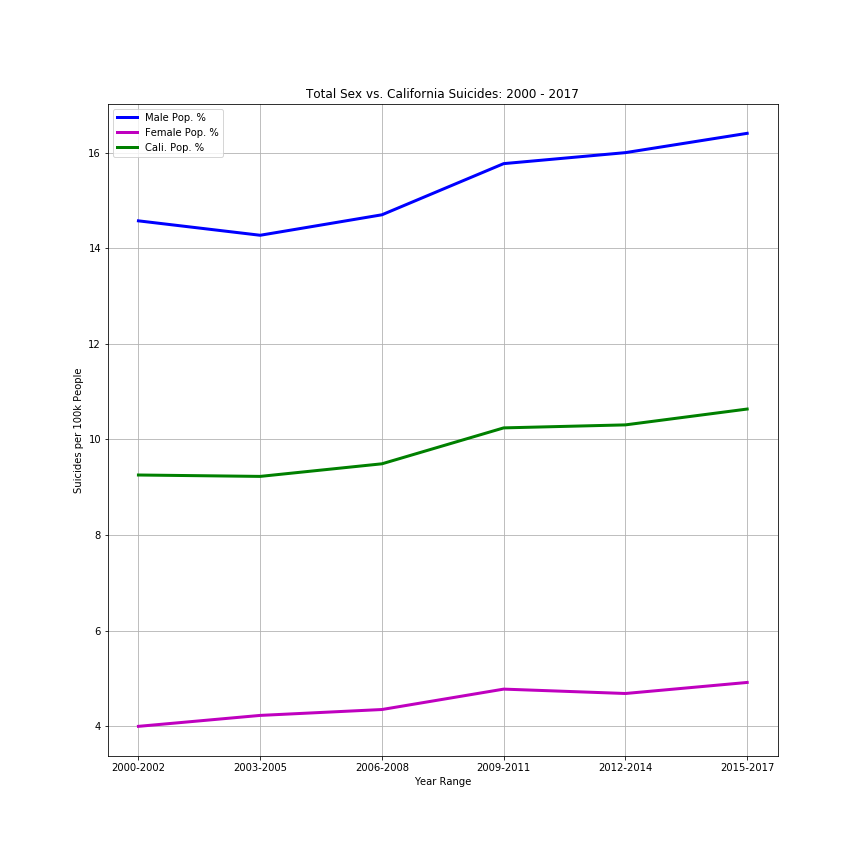 Total Sex vs. California Suicides: 2000 - 2017
Male Pop. %
Female Pop. %
Cali. Pop. %
16
14
12
10
8
6
4
Suicides per 100k People
2000-2002 2003-2005 2006-2008 2009-2011 2012-2014 2015-2017
Year Range